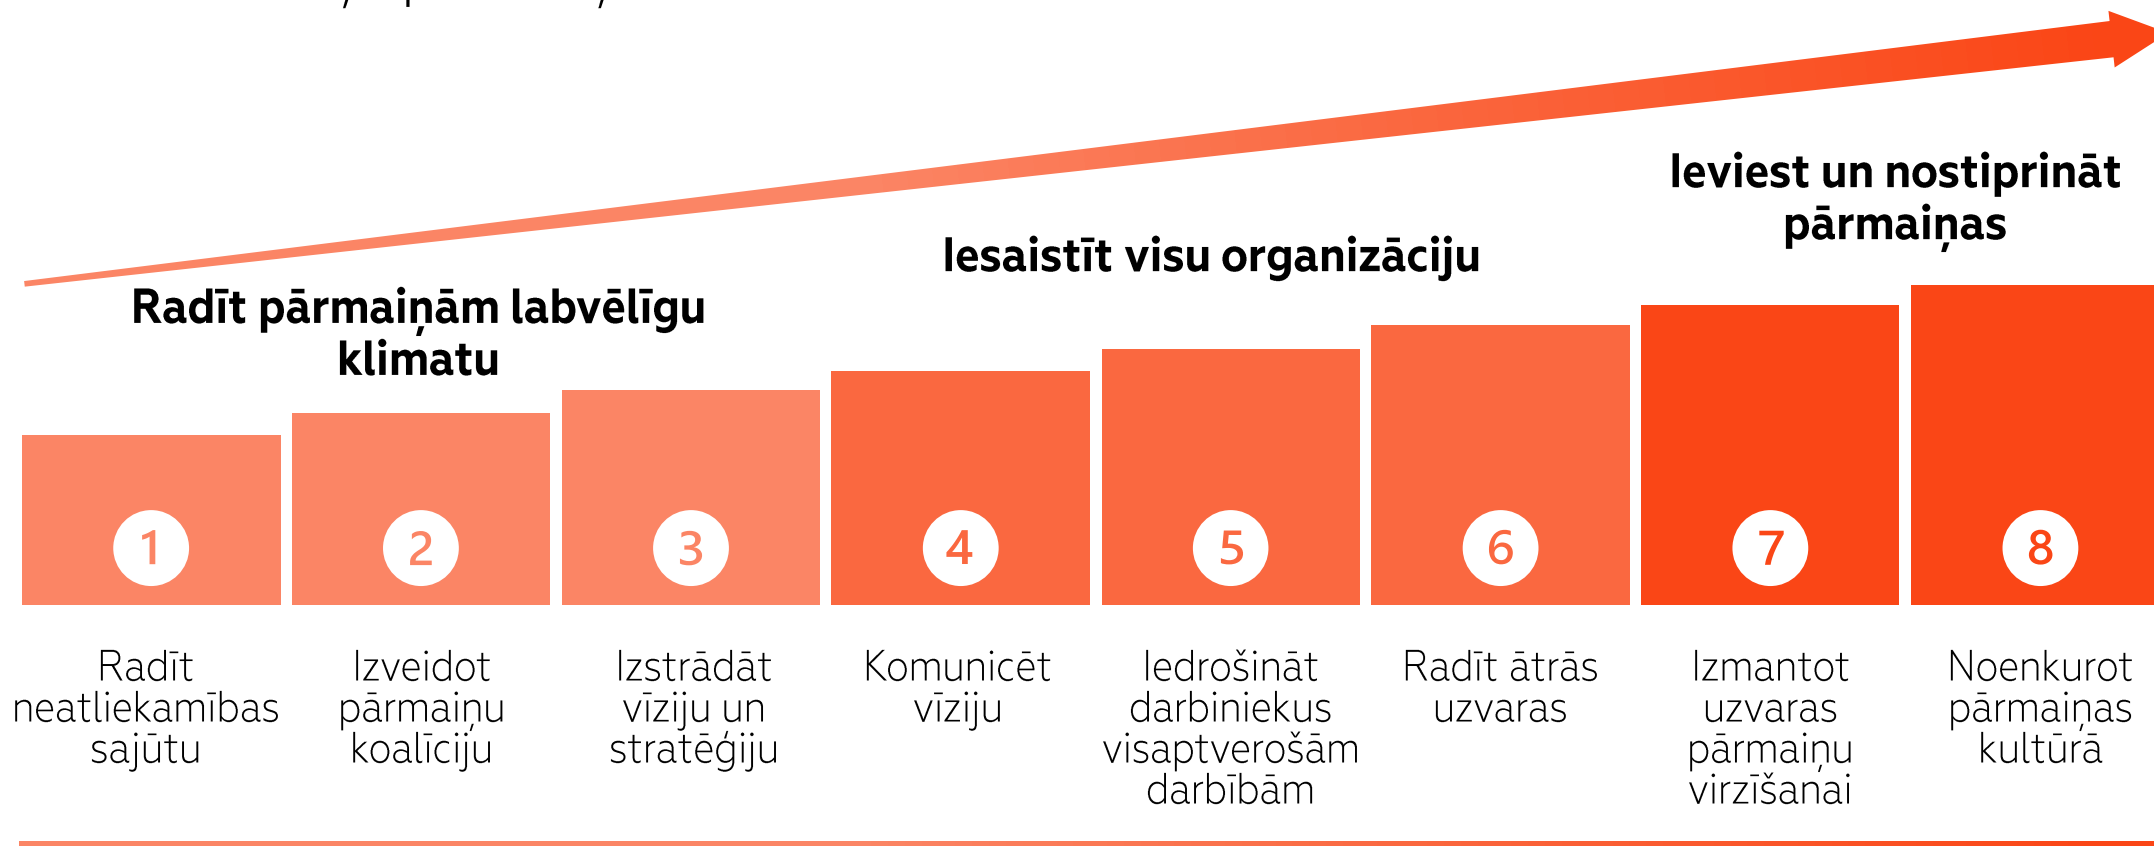 Ieviest un nostiprināt
pārmaiņas
Iesaistīt visu organizāciju
Radīt pārmaiņām labvēlīgu
klimatu
1
2
3
4
5
6
7
8
Radīt
neatliekamības
sajūtu
Izveidot
pārmaiņu
koalīciju
Izstrādāt
vīziju un
stratēģiju
Komunicēt
vīziju
Iedrošināt
darbiniekus
visaptverošām
darbībām
Radīt ātrās
uzvaras
Izmantot
uzvaras
pārmaiņu
virzīšanai
Noenkurot
pārmaiņas
kultūrā